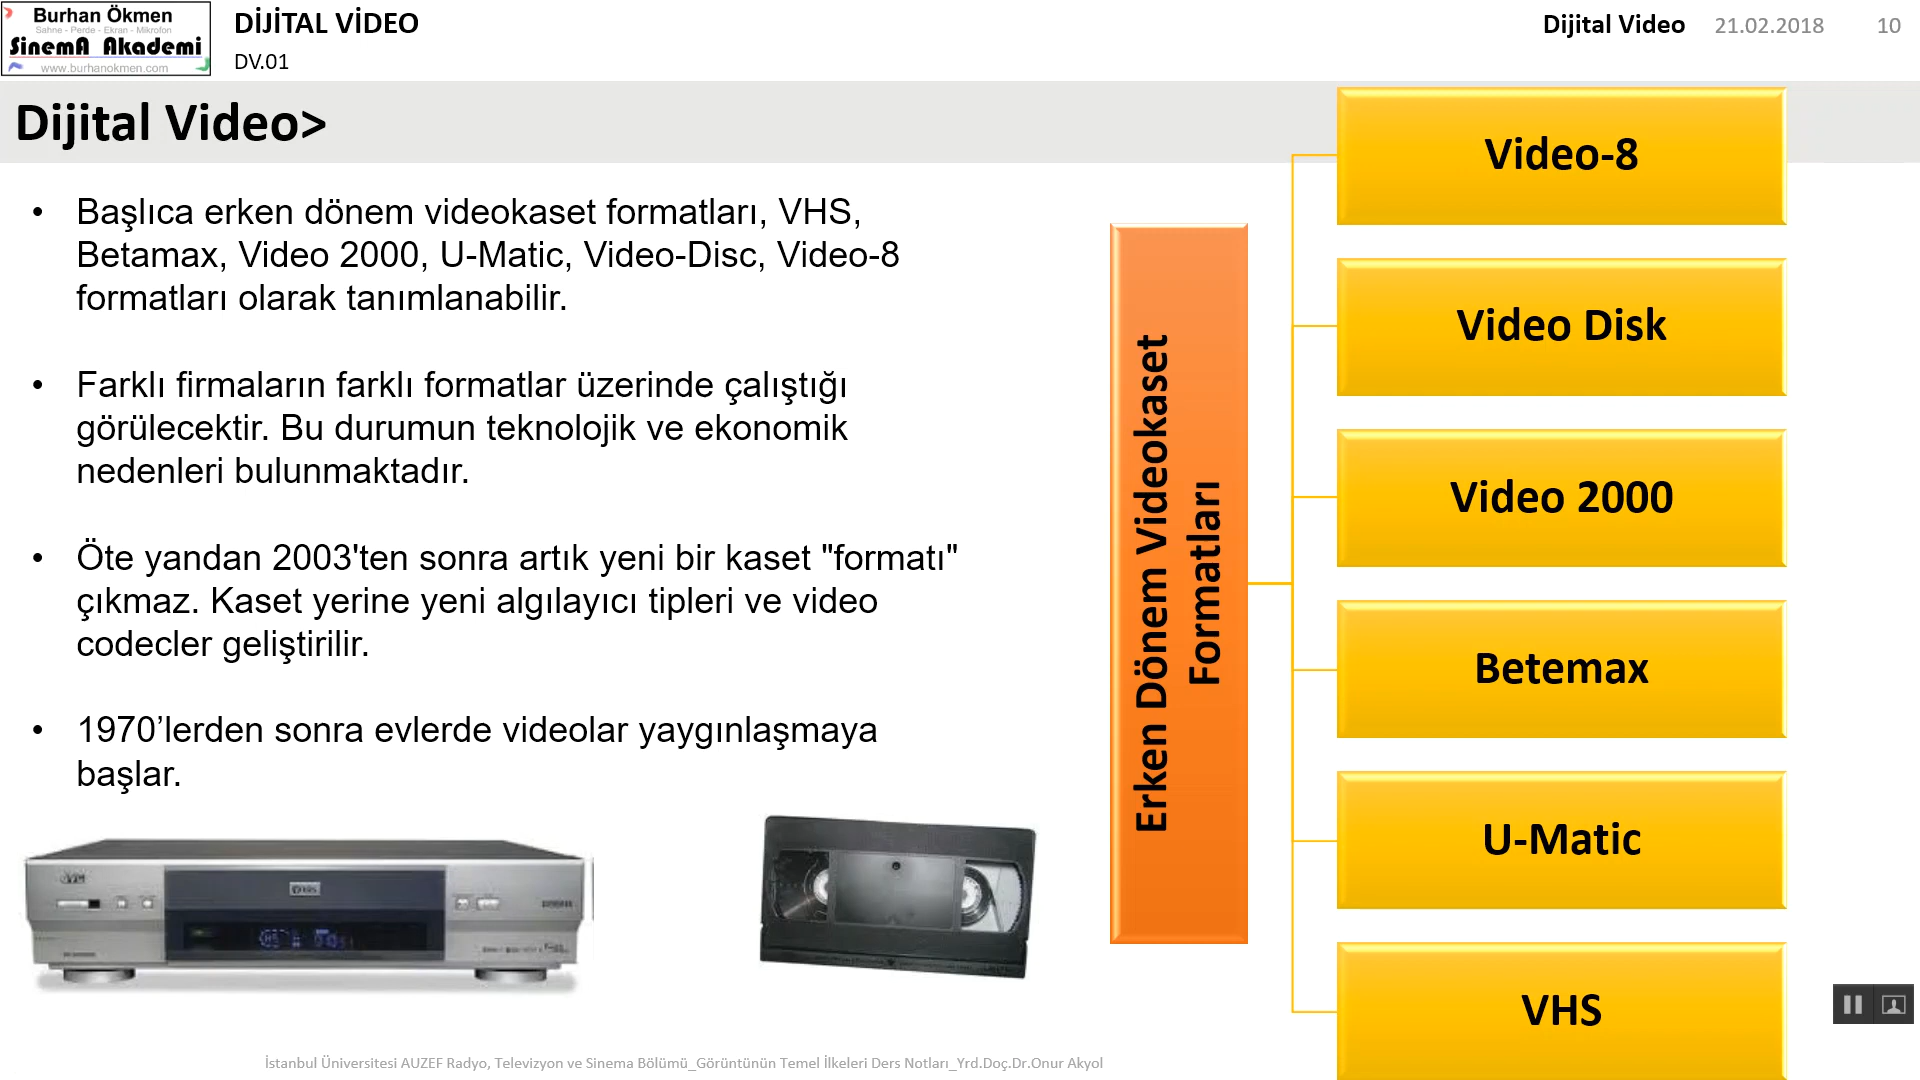 Burhan Ökmen
Sahne - Perde - Ekran - Mikrofon
SinemA Akademi
www.burhanokmen.com
DİJİTAL VİDEO
DV.01
Dijital Video 21.02.2018 10
Dijital Video>
• Başlıca erken dönem videokaset formatları, VHS,
Betamax, Video 2000, U-Matic, Video-Disc, Video-8
formatları olarak tanımlanabilir.
• Farklı firmaların farklı formatlar üzerinde çalıştığı
görülecektir. Bu durumun teknolojik ve ekonomik
nedenleri bulunmaktadır.
• Öte yandan 2003'ten sonra artık yeni bir kaset "formatı"
çıkmaz. Kaset yerine yeni algılayıcı tipleri ve video
codecler geliştirilir.
• 1970’lerden sonra evlerde videolar yaygınlaşmaya
başlar.
Erken Dönem Videokaset
Formatları
Video-8
Video Disk
Video 2000
Betemax
U-Matic
VHS
İstanbul Üniversitesi AUZEF Radyo, Televizyon ve Sinema Bölümü_Görüntünün Temel İlkeleri Ders Notları_Yrd.Doç.Dr.Onur Akyol